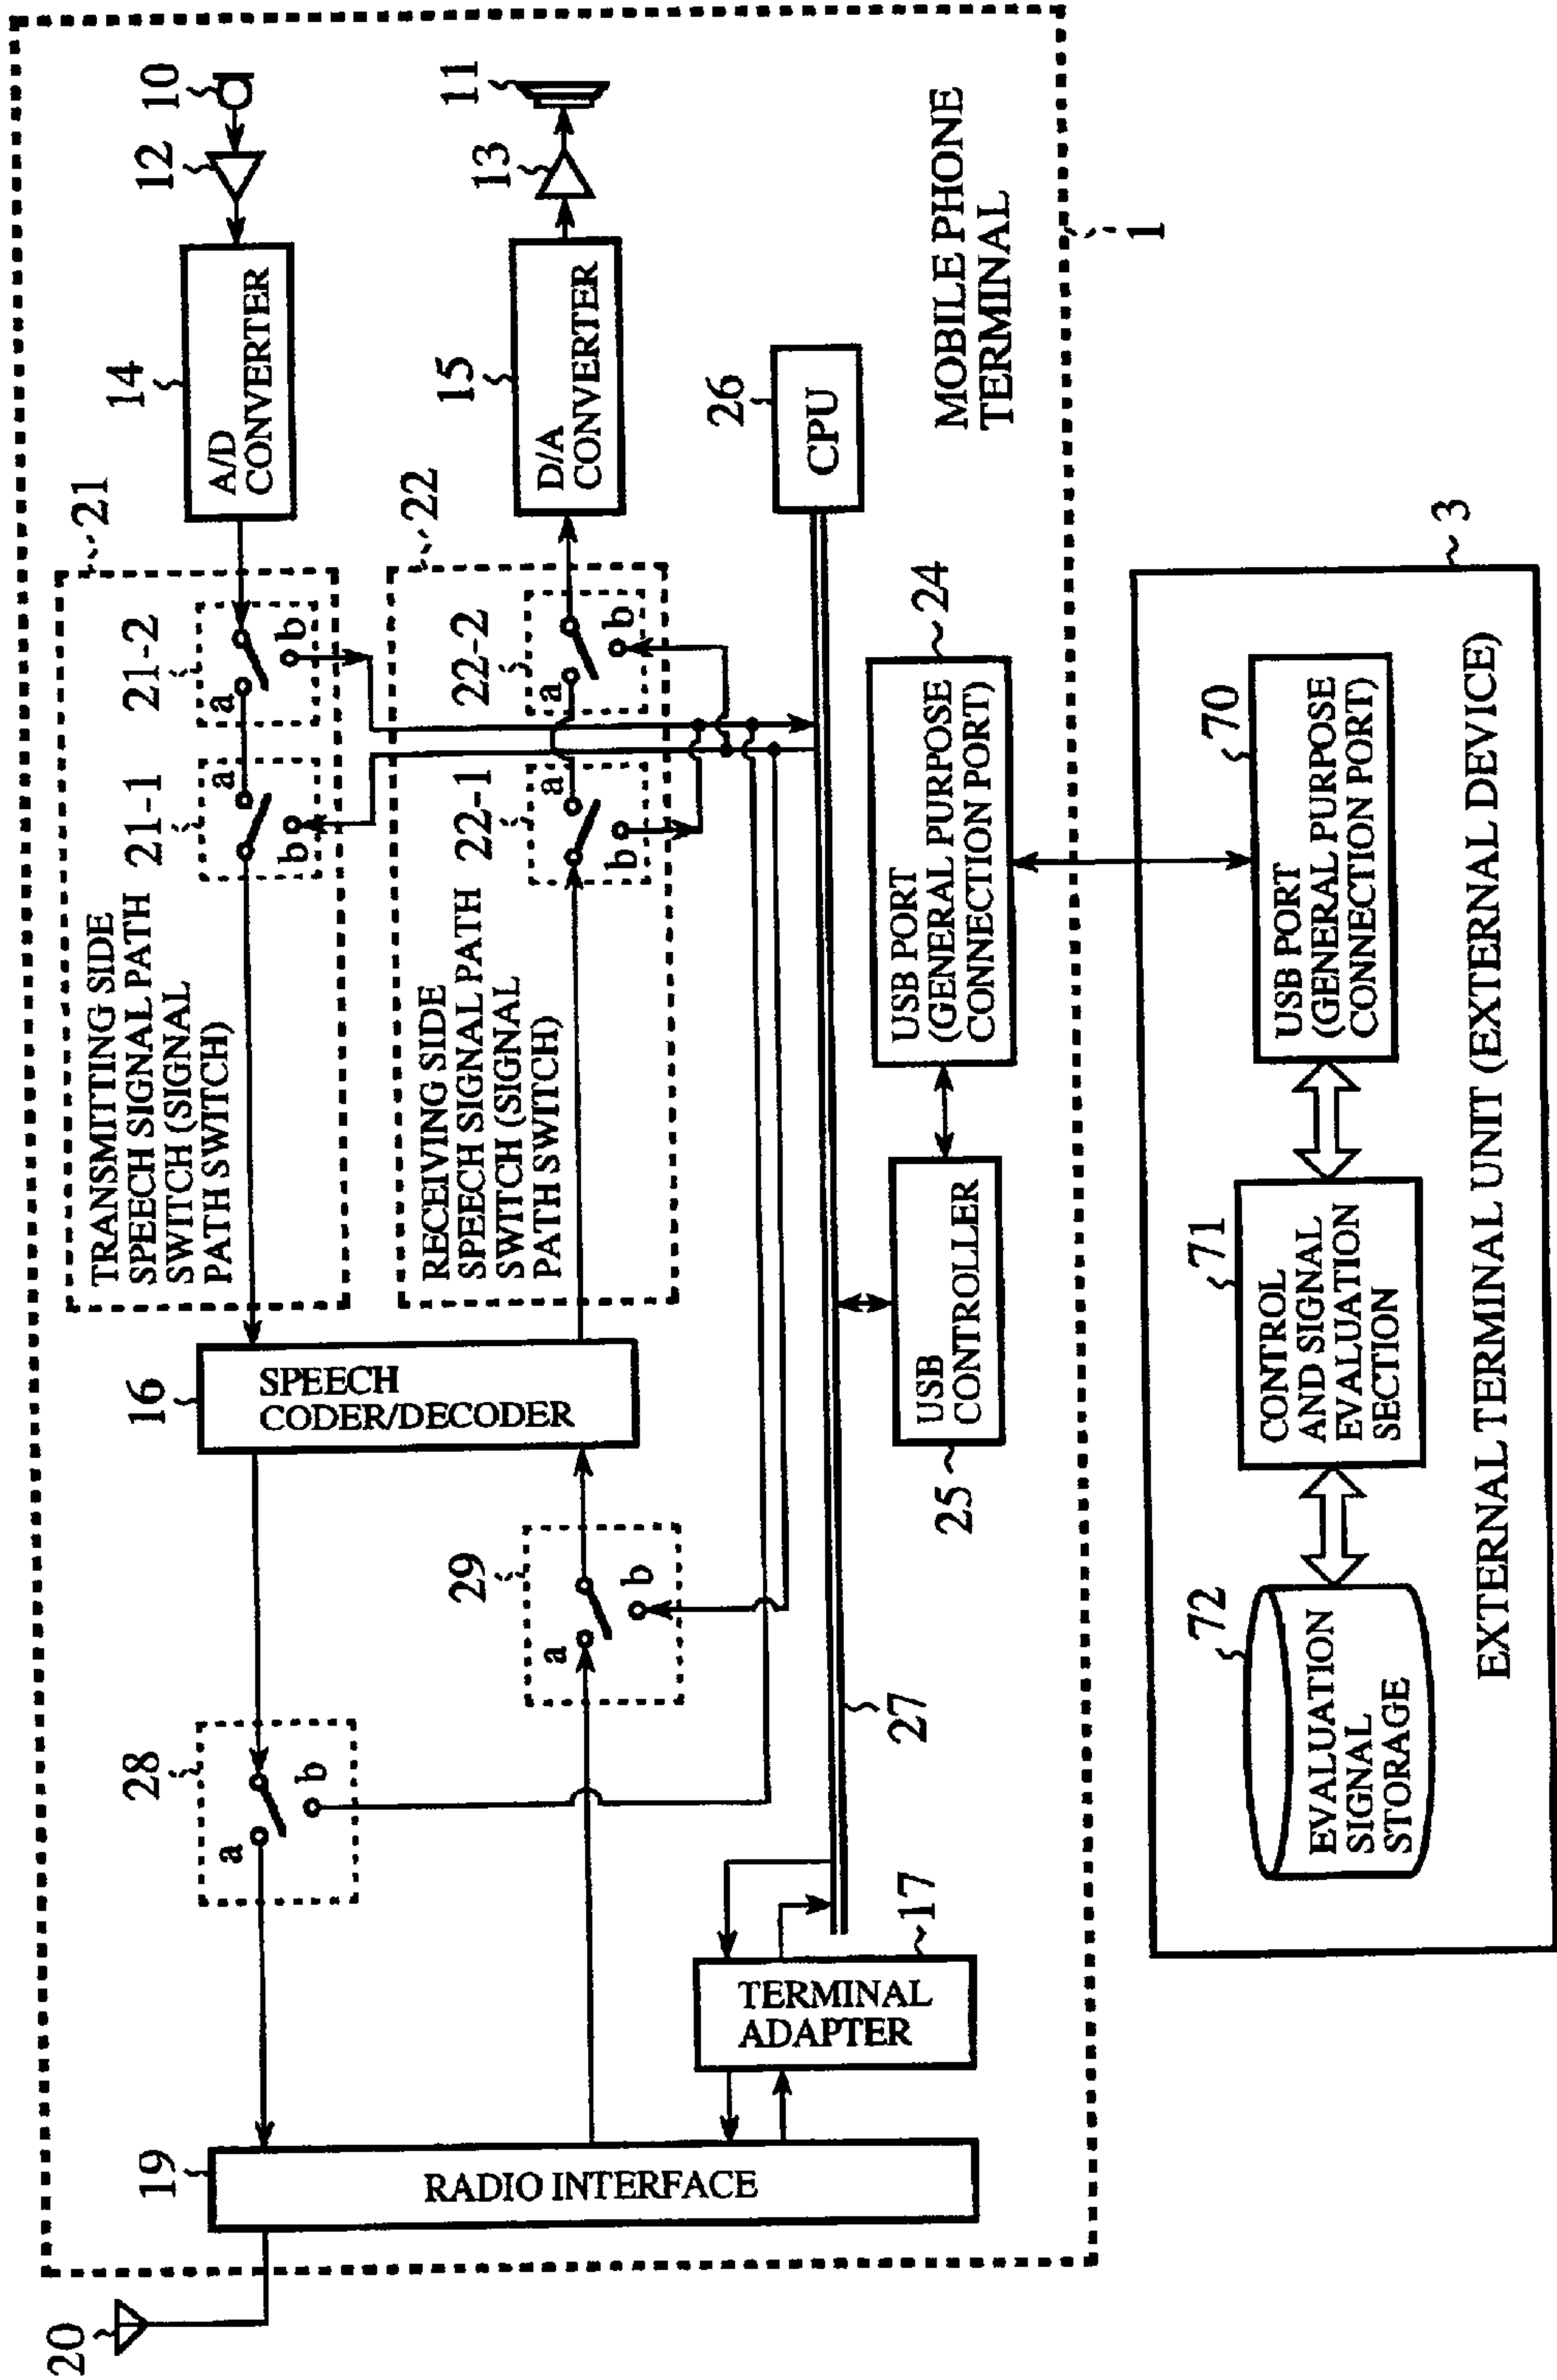 20
19
RADIO INTERFACE
28
a
b
29
a
b
17
TERMINAL
ADAPTER
27
16
SPEECH
CODER/DECODER
TRANSMITTING SIDE
SPEECH SIGNAL PATH
SWITCH (SIGNAL
PATH SWITCH)
21-1
a
b
21-2
a
b
21
RECEIVING SIDE
SPEECH SIGNAL PATH
SWITCH (SIGNAL
PATH SWITCH)
22-1
a
b
22-2
a
b
22
14
A/D
CONVERTER
12
10
15
D/A
CONVERTER
13
11
26
CPU
25
USB
CONTROLLER
24
USB PORT
(GENERAL PURPOSE
CONNECTION PORT)
MOBILE PHONE
TERMINAL
1
72
EVALUATION
SIGNAL
STORAGE
71
CONTROL
AND SIGNAL
EVALUATION
SECTION
70
USB PORT
(GENERAL PURPOSE
CONNECTION PORT)
3
EXTERNAL TERMINAL UNIT (EXTERNAL DEVICE)